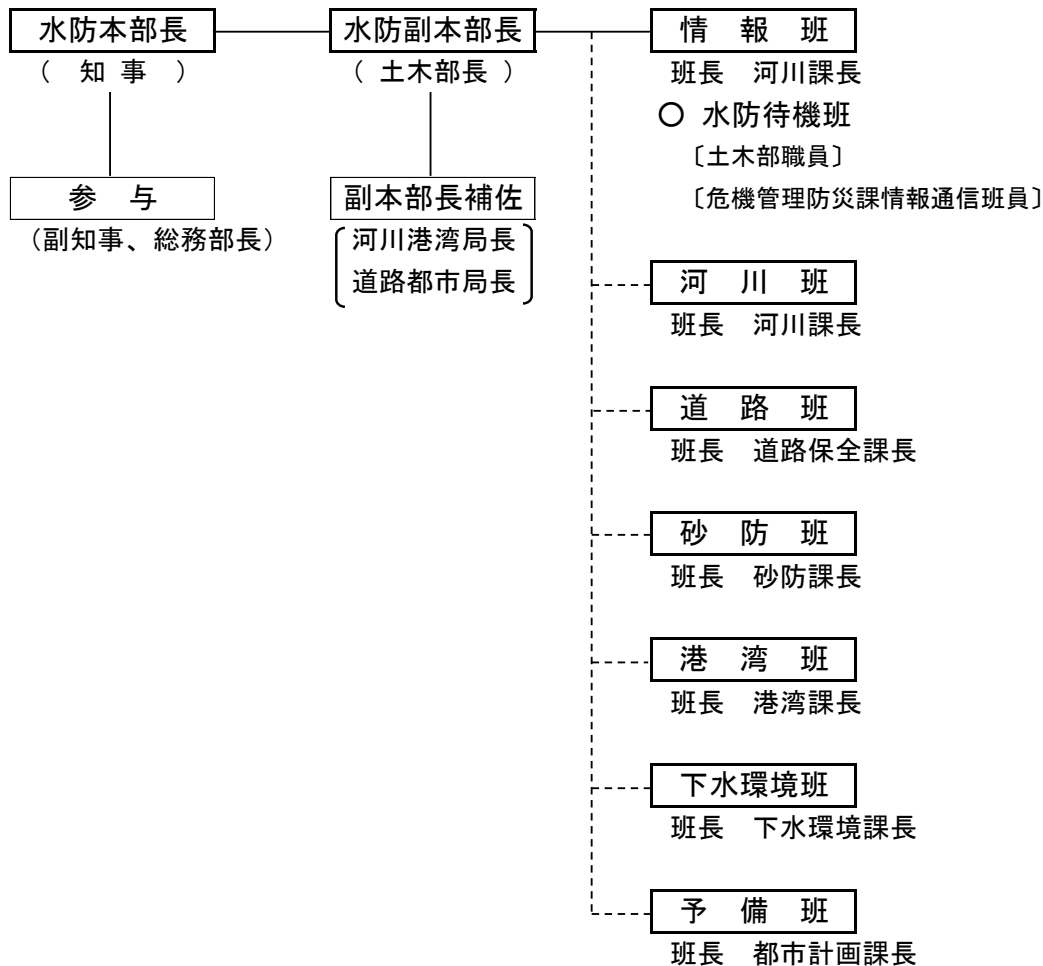 水防本部長
（　知　事　）
参　与
（副知事、総務部長）
水防副本部長
（　土木部長　）
副本部長補佐
河川港湾局長
道路都市局長
情　報　班
班長　河川課長
○　水防待機班
〔土木部職員〕
〔危機管理防災課情報通信班員〕
河　川　班
班長　河川課長
道　路　班
班長　道路保全課長
砂　防　班
班長　砂防課長
港　湾　班
班長　港湾課長
下水環境班
班長　下水環境課長
予　備　班
班長　都市計画課長